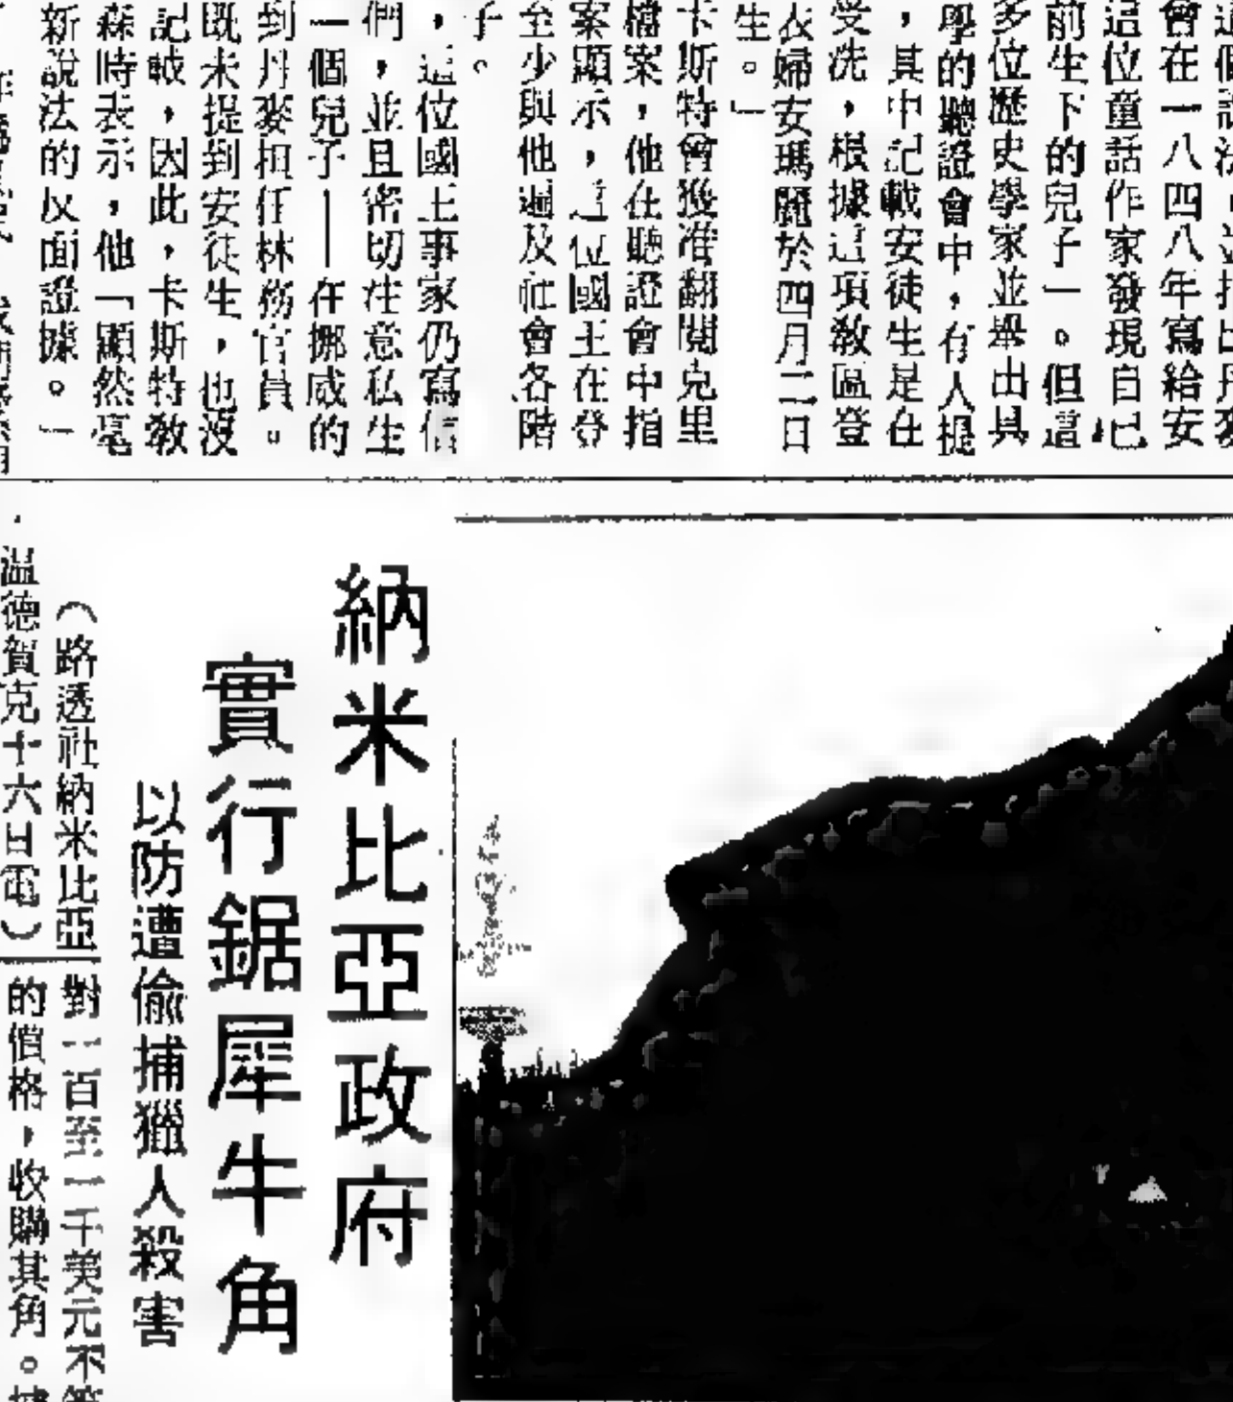 會在一八四八年寫給安
這位童話作家發現自己
前生下的兒子」。但這
多位歷史學家並舉出具
學的聽證會中，有人提
，其中記載安徒生是在
受洗，根據這項教區登
衣婦安瑪麗於四月二日
生。」
卡斯特曾獲准翻閱克里
檔案，他在聽證會中指
案顯示，這位國王在登
至少與他遍及社會各階
子。
，這位國王事家仍寫信
們，並且密切注意私生
一個兒子——在挪威的
到丹麥担任林務官員。
既未提到安徒生，也沒
記載，因此，卡斯特教
森時表示，他「顯然毫
新說法的反面證據。」
納米比亞政府
實行鋸犀牛角
以防遭偷捕獵人殺害
（路透社納米比亞
溫德賀克十六日電）
百至一千美元不等
的價格，收購其角。據